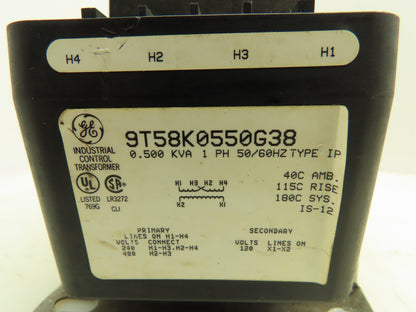 H4 H2 H3 H1
GE
INDUSTRIAL
CONTROL
TRANSFORMER
9T58K0550G38
0.500 KVA 1 PH 50/60HZ TYPE IP
40C AMB.
115C RISE
180C SYS.
IS-12
UL SA
LISTED LR3272
769G CLI
H1 H3 H2 H4
X2 X1
PRIMARY
LINES ON H1-H4
VOLTS CONNECT
240 H1-H3,H2-H4
480 H2-H3
SECONDARY
VOLTS LINES ON
120 X1-X2